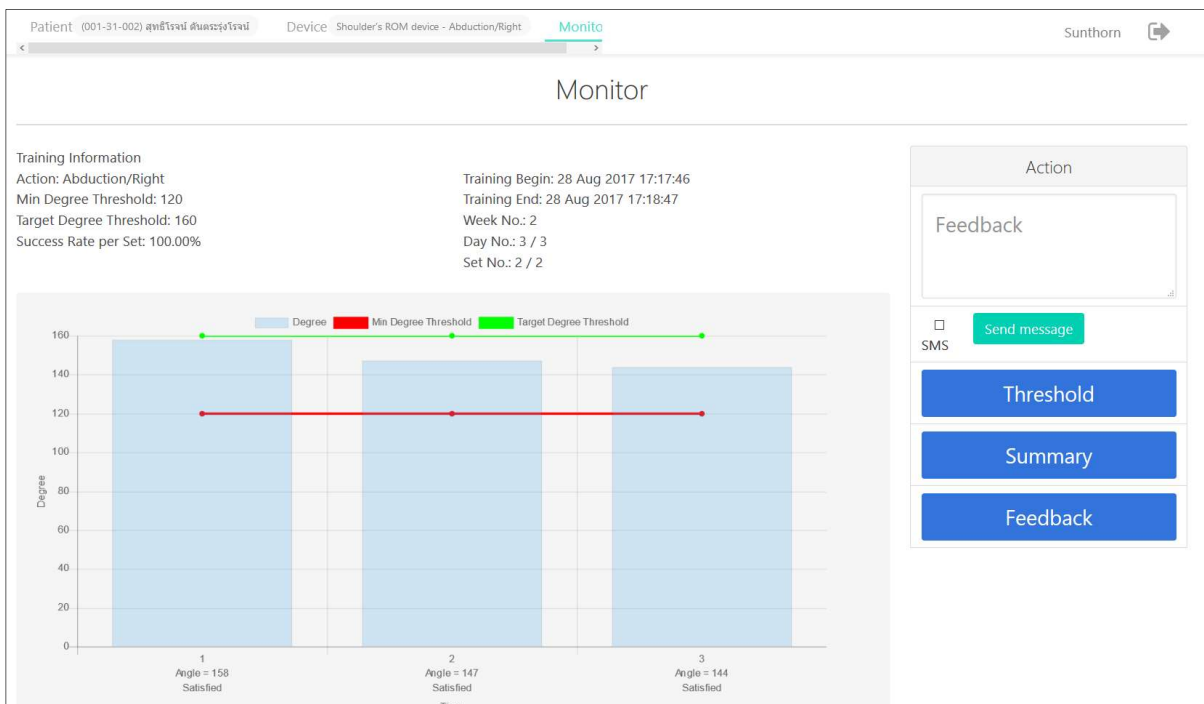 Patient (001-31-002) สุทธิโรจน์ ตันตระรุ่งโรจน์ Device Shoulder's ROM device - Abduction/Right Monito
Sunthorn
Monitor
Training Information
Action: Abduction/Right
Min Degree Threshold: 120
Target Degree Threshold: 160
Success Rate per Set: 100.00%
Training Begin: 28 Aug 2017 17:17:46
Training End: 28 Aug 2017 17:18:47
Week No.: 2
Day No.: 3 / 3
Set No.: 2 / 2
Action
Feedback
SMS
Send message
Threshold
Summary
Feedback
Degree Min Degree Threshold Target Degree Threshold
160
140
120
100
80
60
40
20
0
Degree
1 2 3
Angle = 158 Angle = 147 Angle = 144
Satisfied Satisfied Satisfied